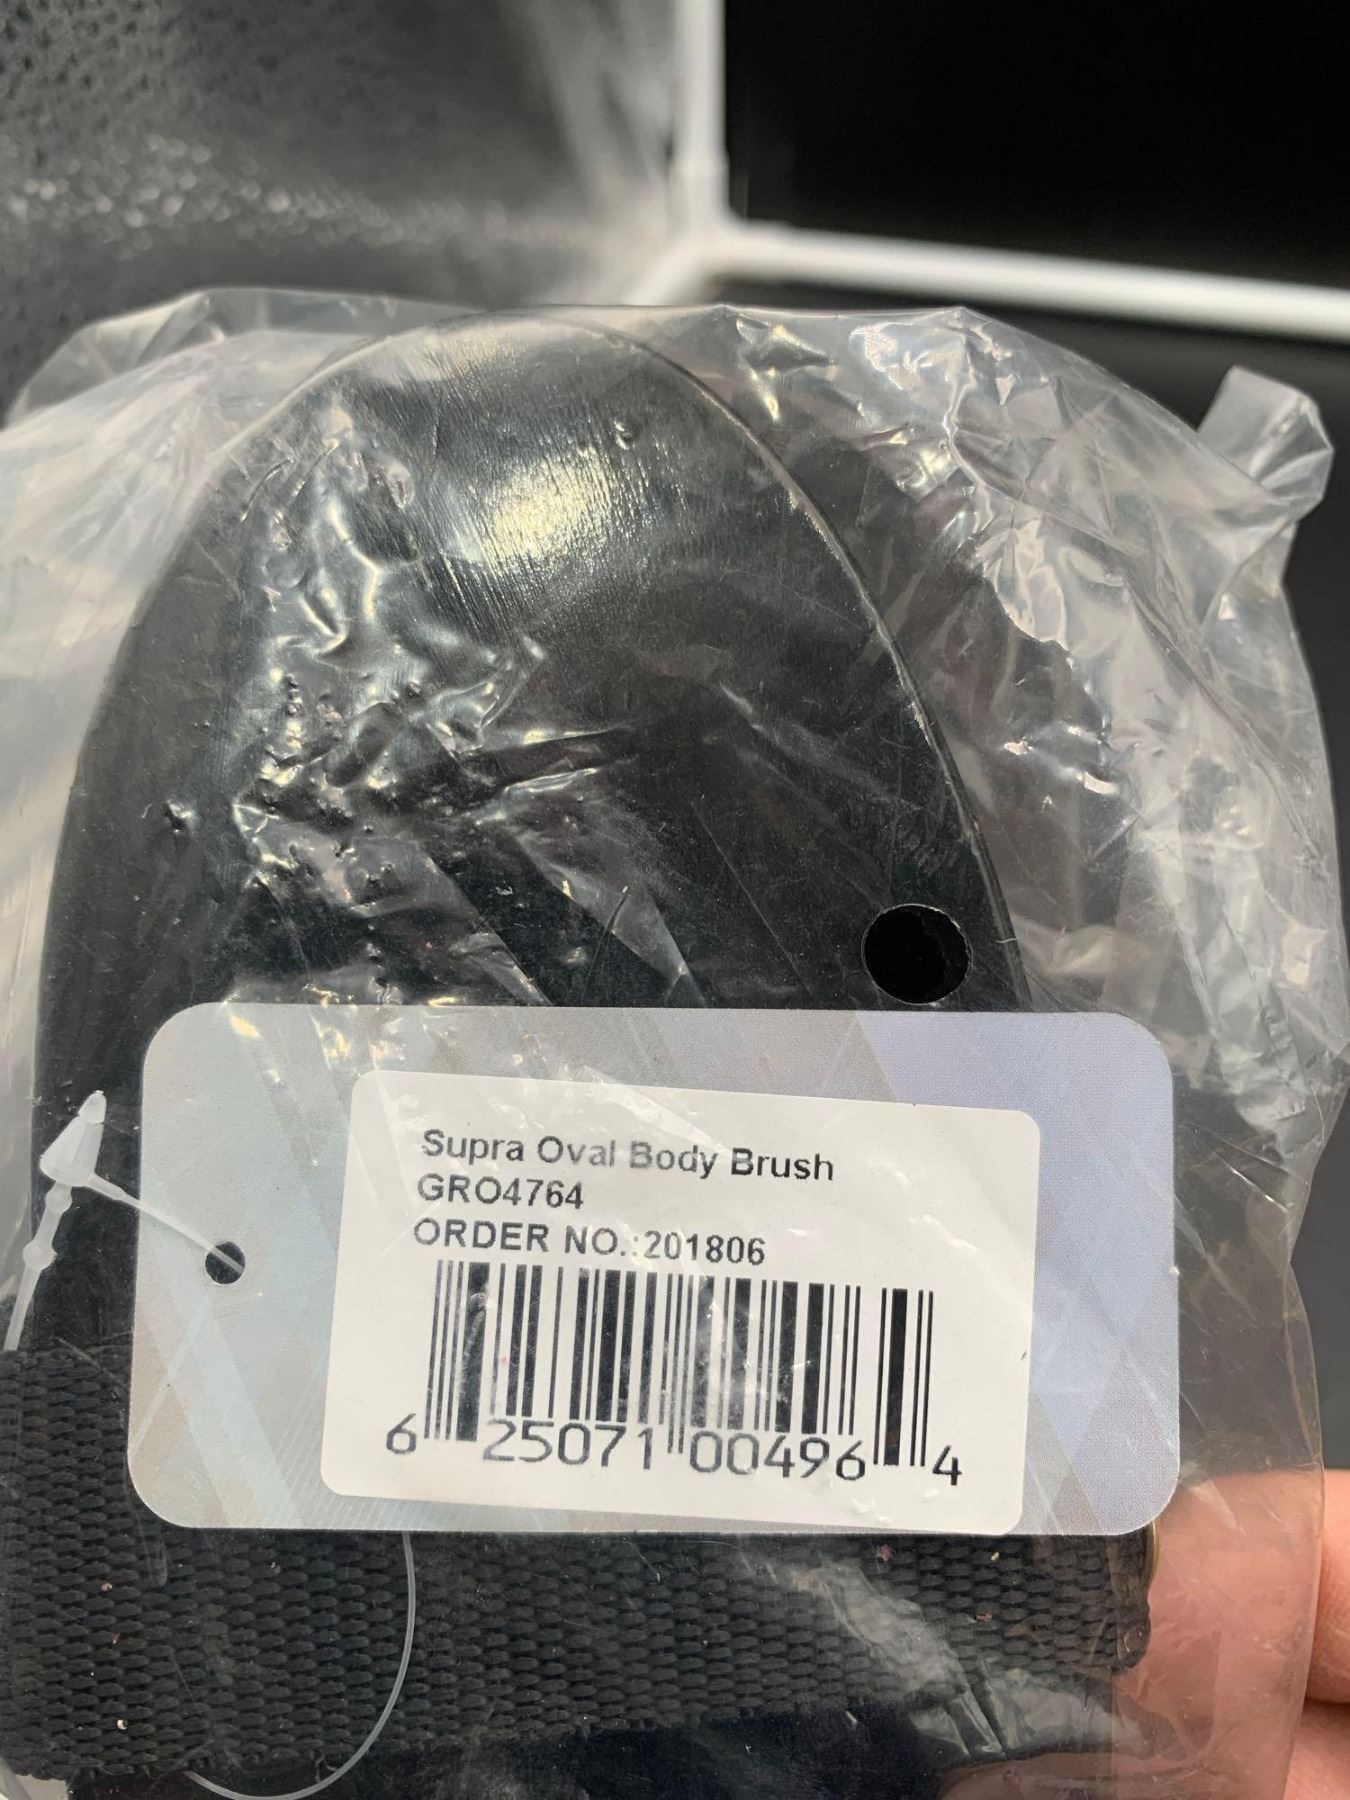 Supra Oval Body Brush
GRO4764
ORDER NO.:201806
6 25071 00496 4